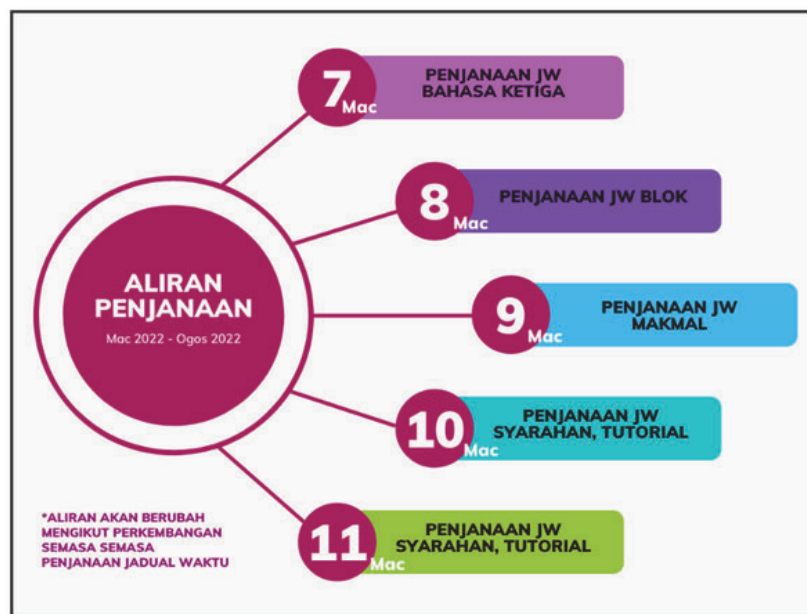 7
Mac
PENJANAAN JW
BAHASA KETIGA
8
Mac
PENJANAAN JW BLOK
ALIRAN
PENJANAAN
Mac 2022 - Ogos 2022
9
Mac
PENJANAAN JW
MAKMAL
10
Mac
PENJANAAN JW
SYARAHAN, TUTORIAL
11
Mac
PENJANAAN JW
SYARAHAN, TUTORIAL
*ALIRAN AKAN BERUBAH
MENGIKUT PERKEMBANGAN
SEMASA SEMASA
PENJANAAN JADUAL WAKTU